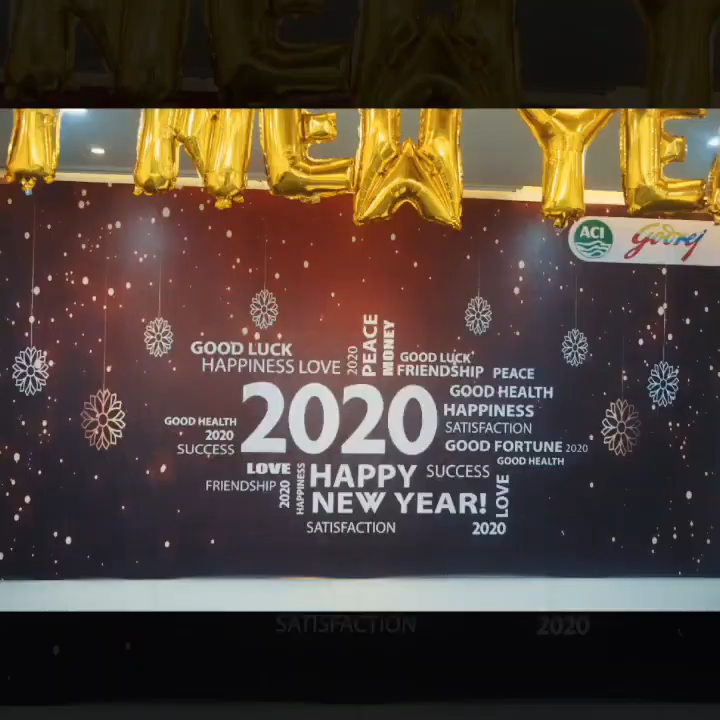 NEW YE
ACI Godrej
PEACE
MONEY
2020
GOOD LUCK
HAPPINESS LOVE
GOOD LUCK
FRIENDSHIP PEACE
GOOD HEALTH
2020
HAPPINESS
SATISFACTION
GOOD HEALTH
2020
SUCCESS
GOOD FORTUNE 2020
GOOD HEALTH
LOVE
FRIENDSHIP
2020
HAPPINESS
HAPPY
SUCCESS
LOVE
NEW YEAR!
SATISFACTION
2020
SATISFACTION 2020